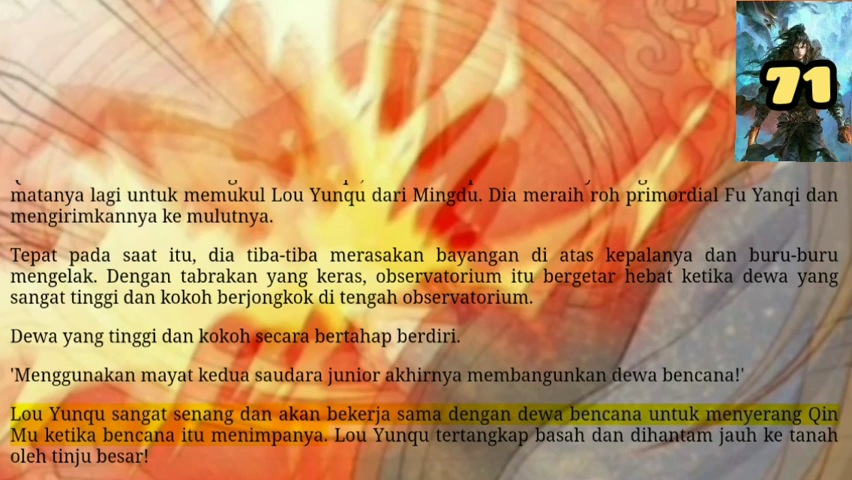 71
matanya lagi untuk memukul Lou Yunqu dari Mingdu. Dia meraih roh primordial Fu Yanqi dan
mengirimkannya ke mulutnya.
Tepat pada saat itu, dia tiba-tiba merasakan bayangan di atas kepalanya dan buru-buru
mengelak. Dengan tabrakan yang keras, observatorium itu bergetar hebat ketika dewa yang
sangat tinggi dan kokoh berjongkok di tengah observatorium.
Dewa yang tinggi dan kokoh secara bertahap berdiri.
'Menggunakan mayat kedua saudara junior akhirnya membangunkan dewa bencana!'
Lou Yunqu sangat senang dan akan bekerja sama dengan dewa bencana untuk menyerang Qin
Mu ketika bencana itu menimpanya. Lou Yunqu tertangkap basah dan dihantam jauh ke tanah
oleh tinju besar!